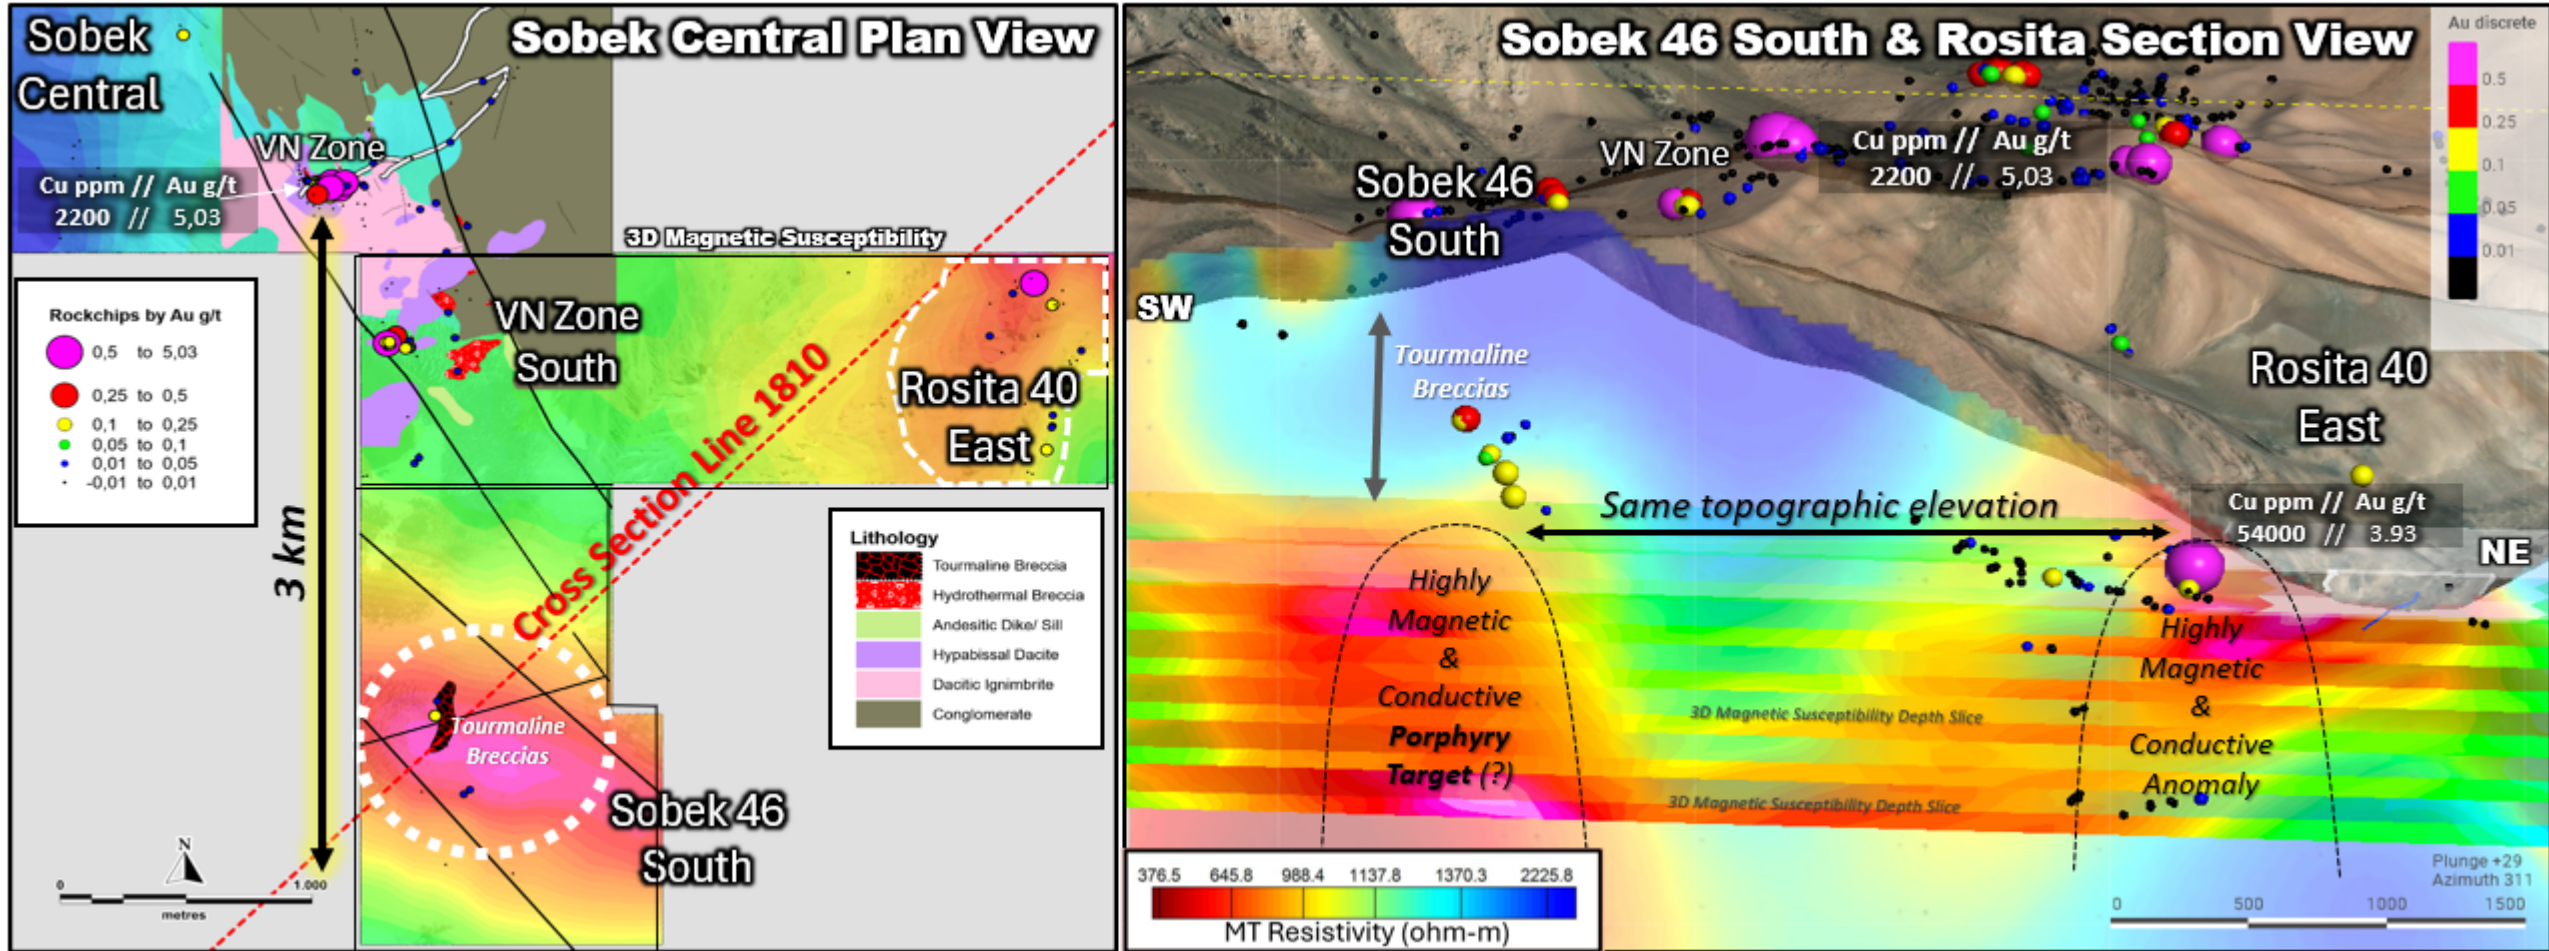 Sobek
Central
Sobek Central Plan View
VN Zone
Cu ppm // Au g/t
2200 // 5,03
3D Magnetic Susceptibility
Rockchips by Au g/t
0,5 to 5,03
0,25 to 0,5
0,1 to 0,25
0,05 to 0,1
0,01 to 0,05
-0,01 to 0,01
VN Zone
South
Rosita 40
East
Cross Section Line 1810
3 km
Lithology
Tourmaline Breccia
Hydrothermal Breccia
Andesitic Dike/ Sill
Hypabissal Dacite
Dacitic Ignimbrite
Conglomerate
Tourmaline
Breccias
Sobek 46
South
N
0 1.000
metres
Sobek 46 South & Rosita Section View
Au discrete
0.5
0.25
0.1
0.05
0.01
VN Zone
Cu ppm // Au g/t
2200 // 5,03
Sobek 46
South
SW
Tourmaline
Breccias
Rosita 40
East
Same topographic elevation
Cu ppm // Au g/t
54000 // 3.93
NE
Highly
Magnetic
&
Conductive
Porphyry
Target (?)
Highly
Magnetic
&
Conductive
Anomaly
3D Magnetic Susceptibility Depth Slice
3D Magnetic Susceptibility Depth Slice
376.5 645.8 988.4 1137.8 1370.3 2225.8
MT Resistivity (ohm-m)
Plunge +29
Azimuth 311
0 500 1000 1500